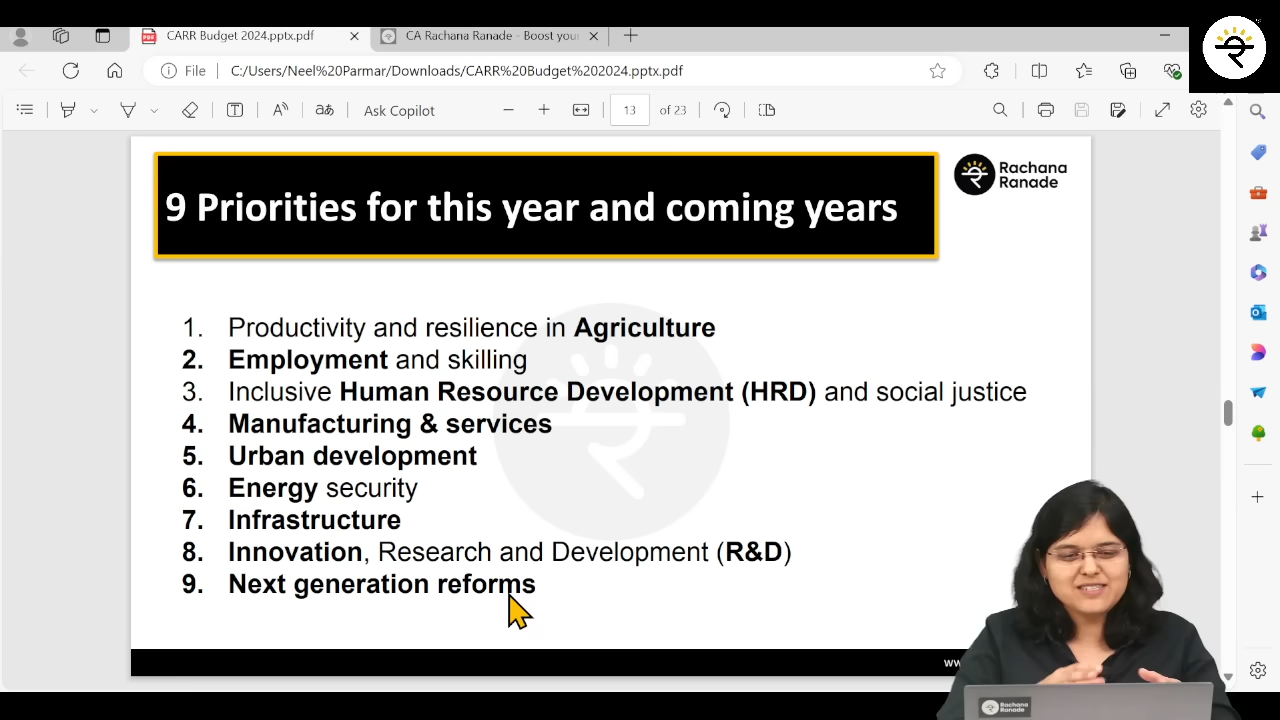 CARR Budget 2024.pptx.pdf
CA Rachana Ranade - Boost your
File
C:/Users/Neel%20Parmar/Downloads/CARR%20Budget%202024.pptx.pdf
Ask Copilot
13 of 23
9 Priorities for this year and coming years
Rachana
Ranade
1. Productivity and resilience in Agriculture
2. Employment and skilling
3. Inclusive Human Resource Development (HRD) and social justice
4. Manufacturing & services
5. Urban development
6. Energy security
7. Infrastructure
8. Innovation, Research and Development (R&D)
9. Next generation reforms
Rachana
Ranade